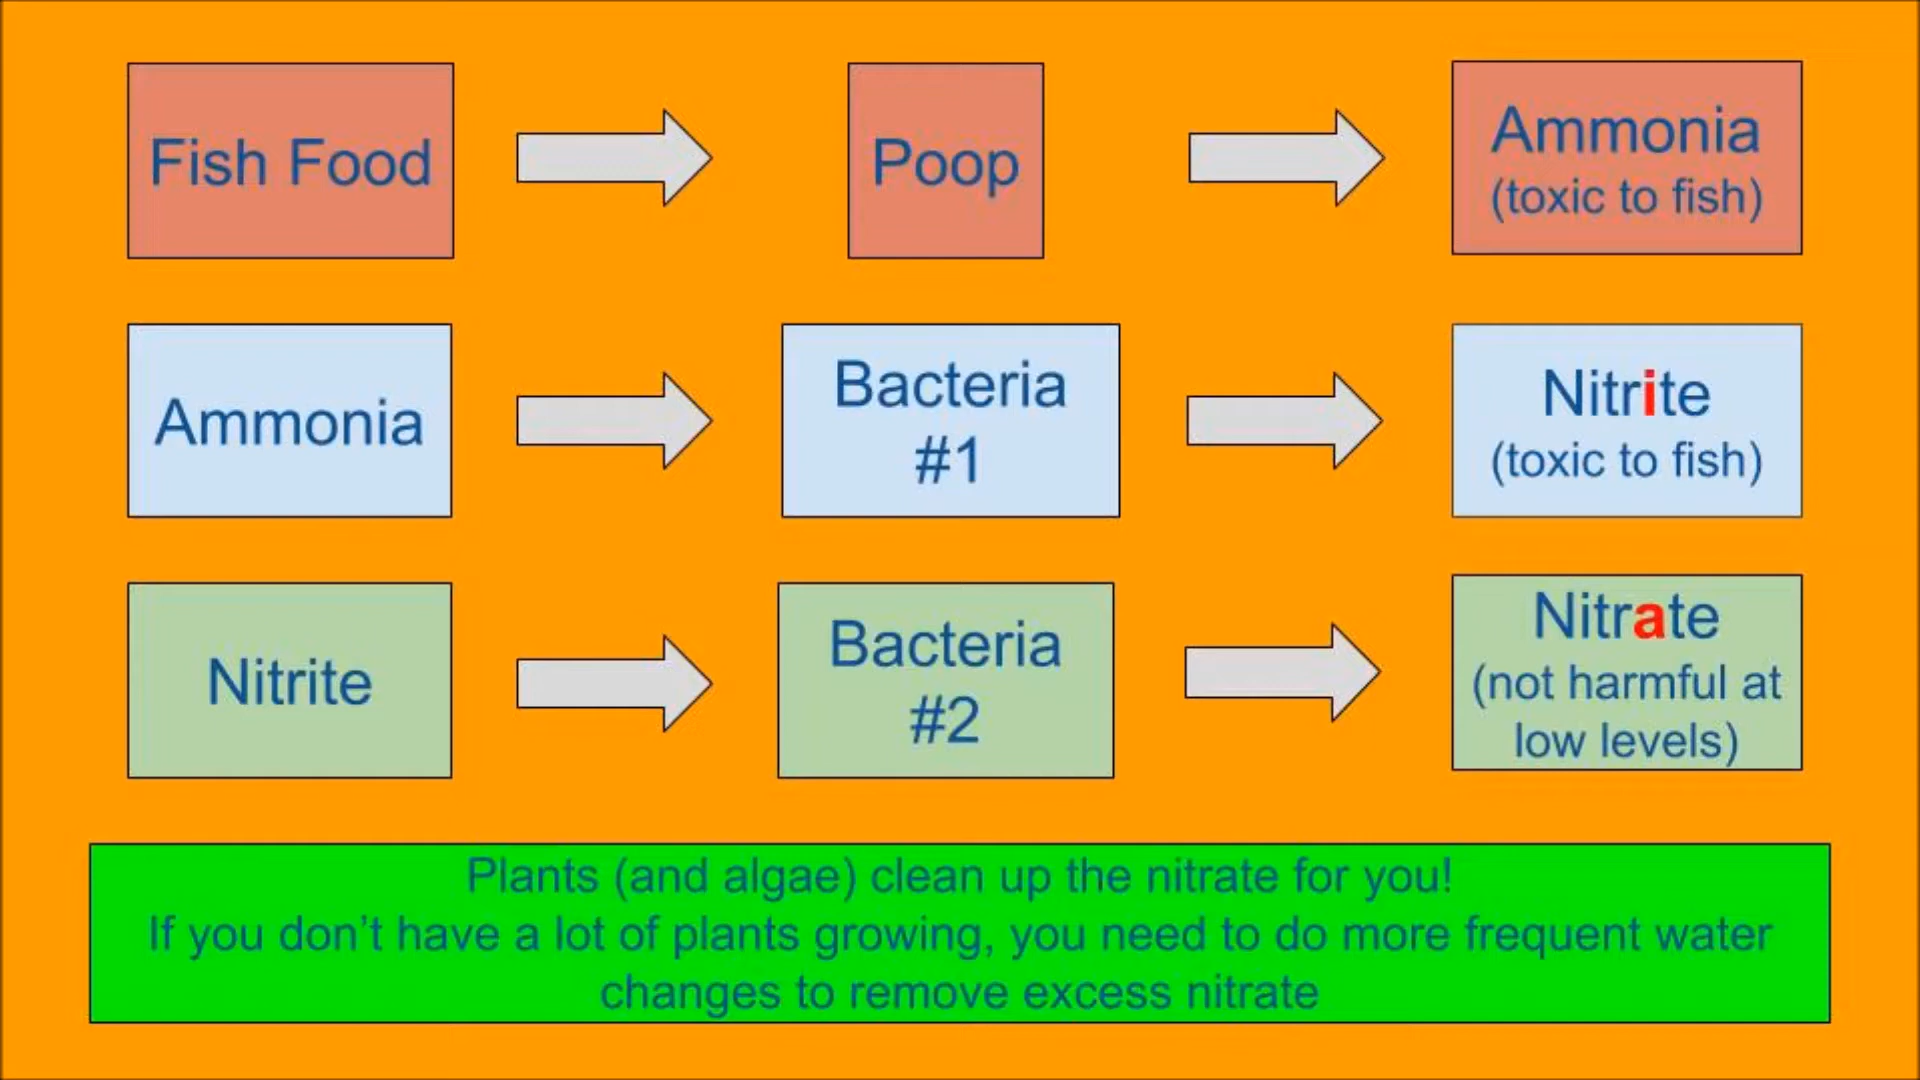 Fish Food
Poop
Ammonia
(toxic to fish)
Ammonia
Bacteria
#1
Nitrite
(toxic to fish)
Nitrite
Bacteria
#2
Nitrate
(not harmful at
low levels)
Plants (and algae) clean up the nitrate for you!
If you don’t have a lot of plants growing, you need to do more frequent water
changes to remove excess nitrate